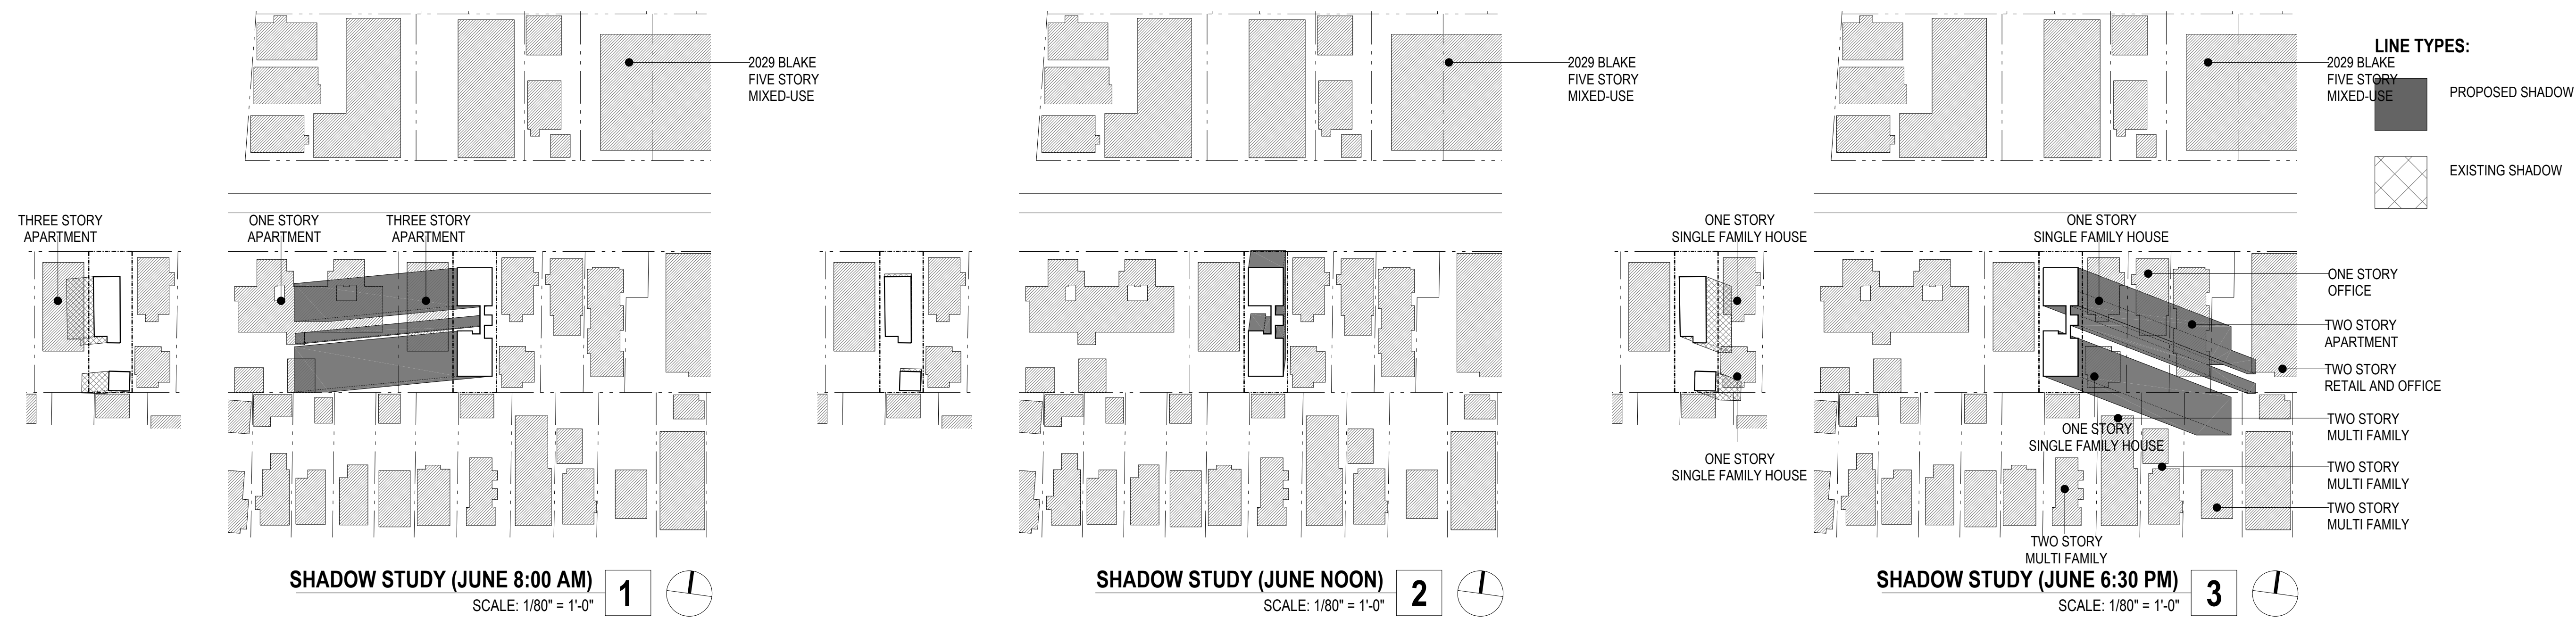 2029 BLAKE
FIVE STORY
MIXED-USE
THREE STORY
APARTMENT
ONE STORY
APARTMENT
THREE STORY
APARTMENT
SHADOW STUDY (JUNE 8:00 AM)
SCALE: 1/80" = 1'-0"
1
2029 BLAKE
FIVE STORY
MIXED-USE
SHADOW STUDY (JUNE NOON)
SCALE: 1/80" = 1'-0"
2
2029 BLAKE
FIVE STORY
MIXED-USE
ONE STORY
SINGLE FAMILY HOUSE
ONE STORY
SINGLE FAMILY HOUSE
ONE STORY
SINGLE FAMILY HOUSE
ONE STORY
OFFICE
TWO STORY
APARTMENT
TWO STORY
RETAIL AND OFFICE
TWO STORY
MULTI FAMILY
ONE STORY
SINGLE FAMILY HOUSE
TWO STORY
MULTI FAMILY
TWO STORY
MULTI FAMILY
TWO STORY
MULTI FAMILY
SHADOW STUDY (JUNE 6:30 PM)
SCALE: 1/80" = 1'-0"
3
LINE TYPES:
PROPOSED SHADOW
EXISTING SHADOW